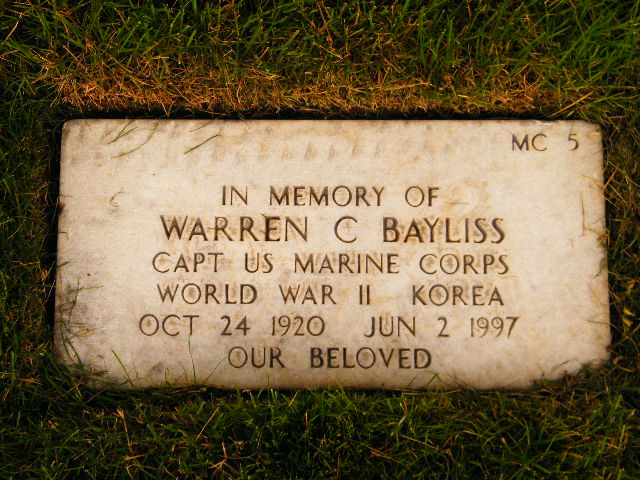 MC 5
IN MEMORY OF
WARREN C BAYLISS
CAPT US MARINE CORPS
WORLD WAR II KOREA
OCT 24 1920 JUN 2 1997
OUR BELOVED